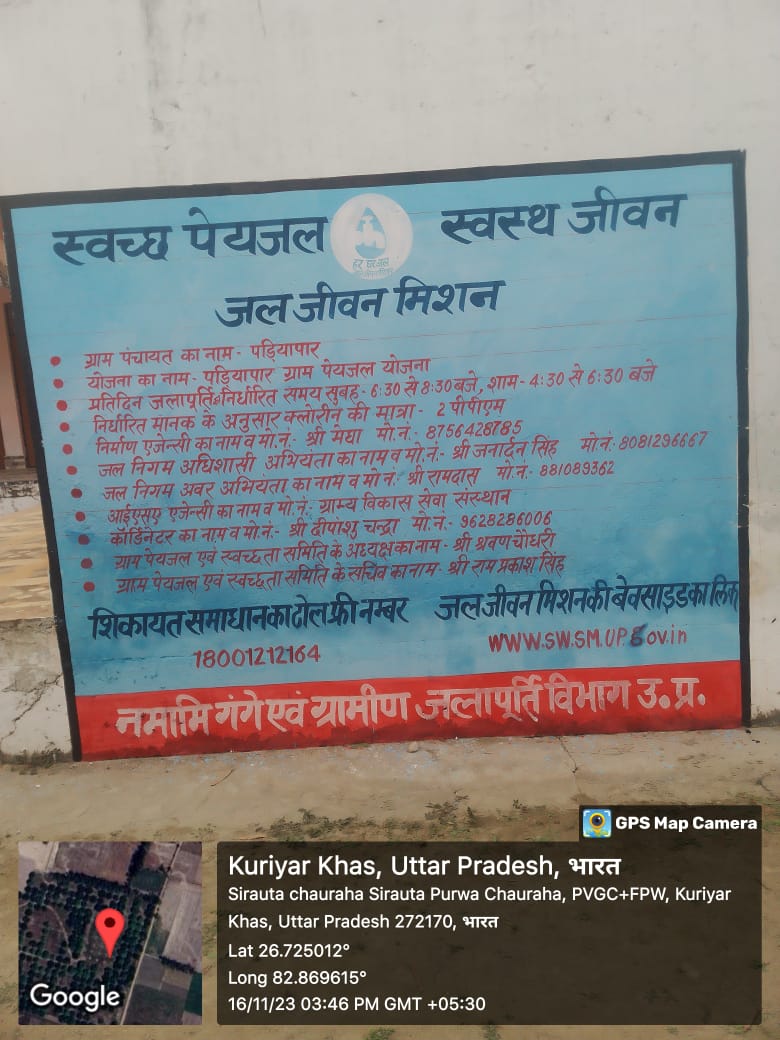 स्वच्छ पेयजल स्वस्थ जीवन
हर घर जल
जल जीवन मिशन
ग्राम पंचायत का नाम- पड़ियापार
योजना का नाम- पड़ियापार ग्राम पेयजल योजना
प्रतिदिन जलापूर्ति निर्धारित समय सुबह- 6:30 से 8:30 बजे, शाम- 4:30 से 6:30 बजे
निर्धारित मानक के अनुसार क्लोरीन की मात्रा- 2 पीपीएम
निर्माण एजेन्सी का नाम व मो.नं.- श्री मेघा मो.नं- 8756428785
जल निगम अधिशासी अभियंता का नाम व मो.नं.- श्री जनार्दन सिंह मो.नं- 8081296667
जल निगम अवर अभियंता का नाम व मो.नं- श्री रामदास मो.नं- 881089362
आईएसए एजेन्सी का नाम व मो.नं.- ग्राम्य विकास सेवा संस्थान
कॉर्डिनेटर का नाम व मो.नं.- श्री दीपांशु चन्द्रा मो.नं.- 9628286006
ग्राम पेयजल एवं स्वच्छता समिति के अध्यक्ष का नाम- श्री श्रवण चौधरी
ग्राम पेयजल एवं स्वच्छता समिति के सचिव का नाम- श्री राम प्रकाश सिंह
शिकायत समाधान का टोल फ्री नम्बर जल जीवन मिशन की बेवसाइड का लिंक
18001212164 WWW.SWSM.UP.gov.in
नमामि गंगे एवं ग्रामीण जलापूर्ति विभाग उ.प्र.
GPS Map Camera
Kuriyar Khas, Uttar Pradesh, भारत
Sirauta chauraha Sirauta Purwa Chauraha, PVGC+FPW, Kuriyar
Khas, Uttar Pradesh 272170, भारत
Lat 26.725012°
Long 82.869615°
16/11/23 03:46 PM GMT +05:30
Google